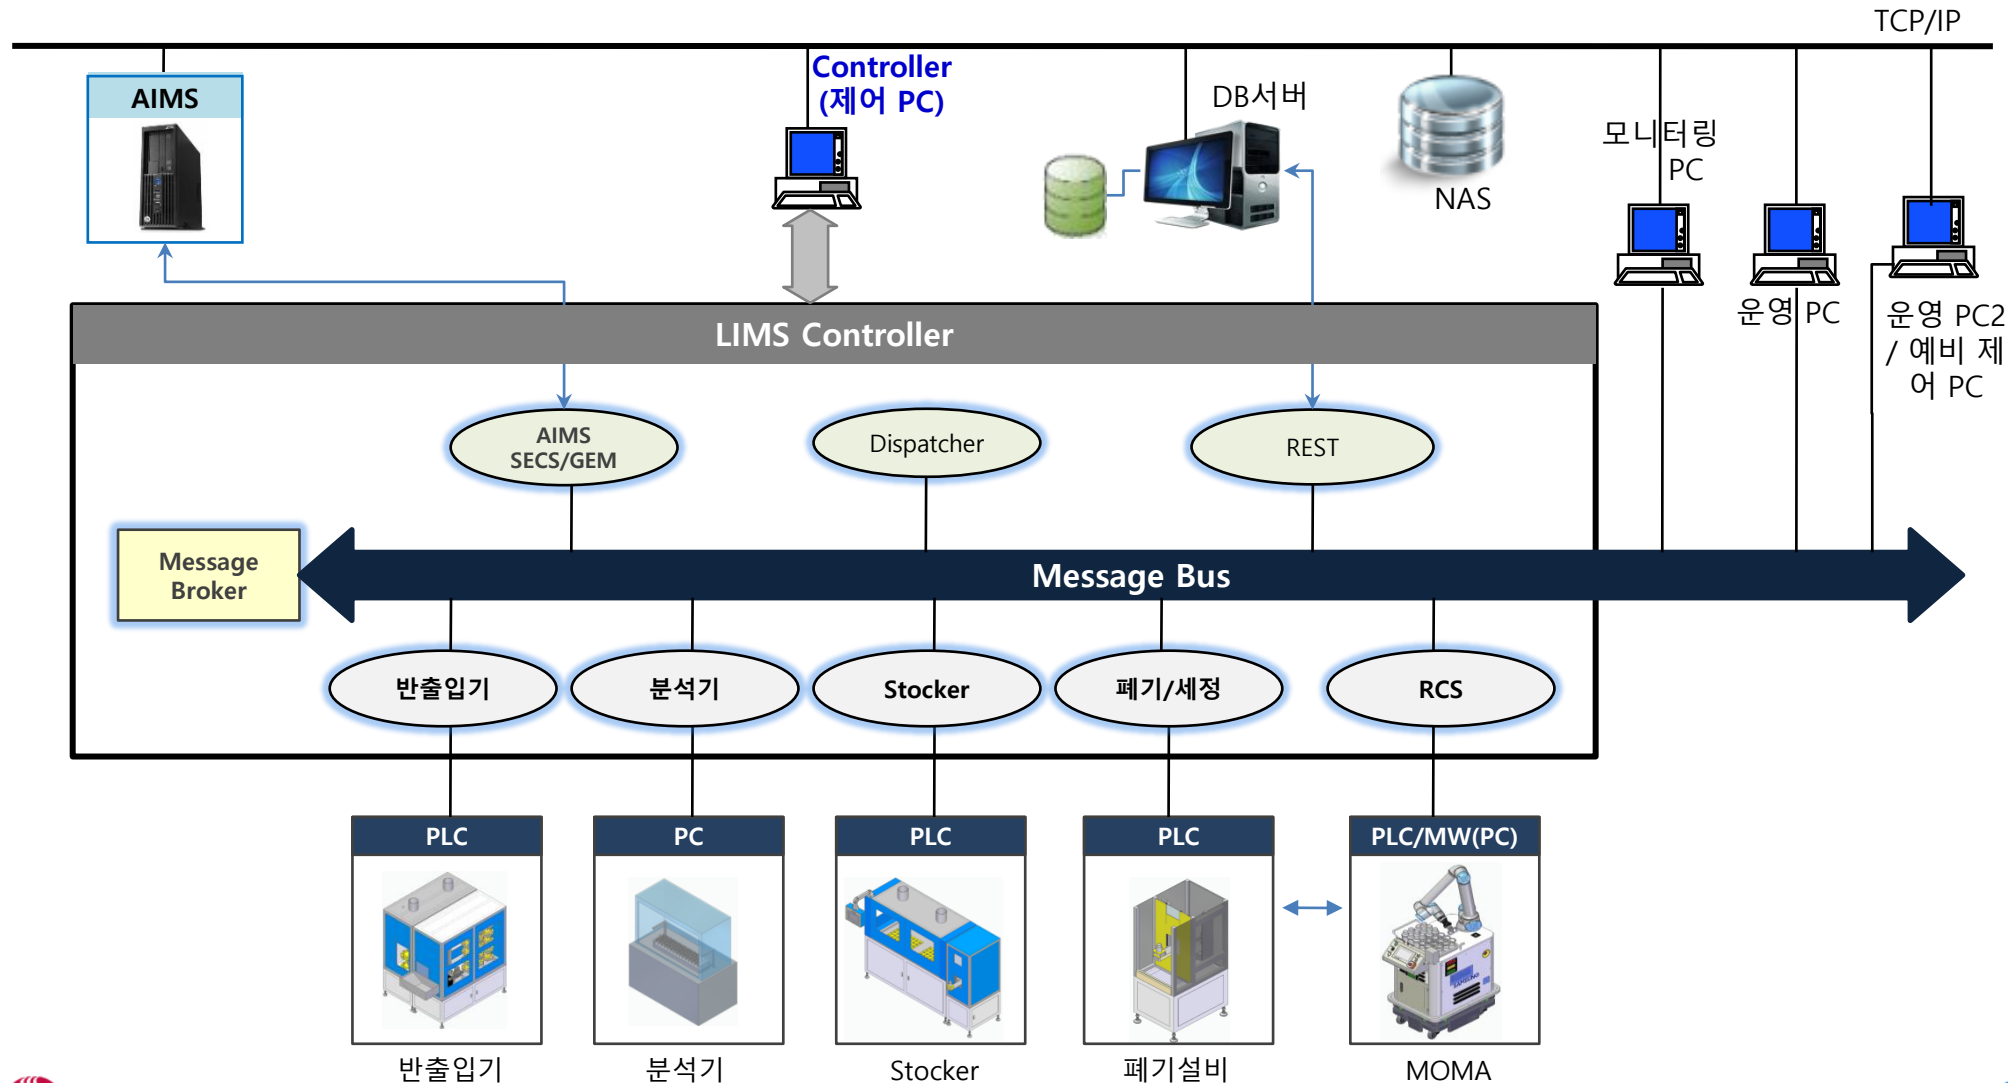 TCP/IP
AIMS
Controller
(제어 PC)
DB서버
NAS
모니터링
PC
운영 PC
운영 PC2
/ 예비 제
어 PC
LIMS Controller
AIMS
SECS/GEM
Dispatcher
REST
Message
Broker
Message Bus
반출입기
분석기
Stocker
폐기/세정
RCS
PLC
PC
PLC
PLC
PLC/MW(PC)
SAMSUNG
반출입기
분석기
Stocker
폐기설비
MOMA